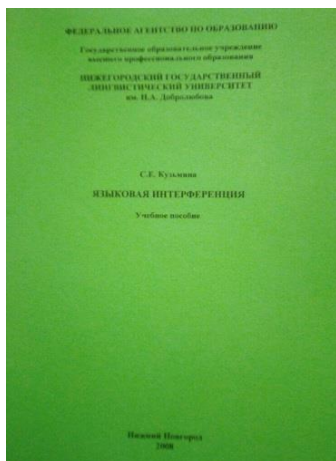 ФЕДЕРАЛЬНОЕ АГЕНТСТВО ПО ОБРАЗОВАНИЮ
Государственное образовательное учреждение
высшего профессионального образования
НИЖЕГОРОДСКИЙ ГОСУДАРСТВЕННЫЙ
ЛИНГВИСТИЧЕСКИЙ УНИВЕРСИТЕТ
им. Н.А. Добролюбова
С.Е. Кузьмина
ЯЗЫКОВАЯ ИНТЕРФЕРЕНЦИЯ
Учебное пособие
Нижний Новгород
2008